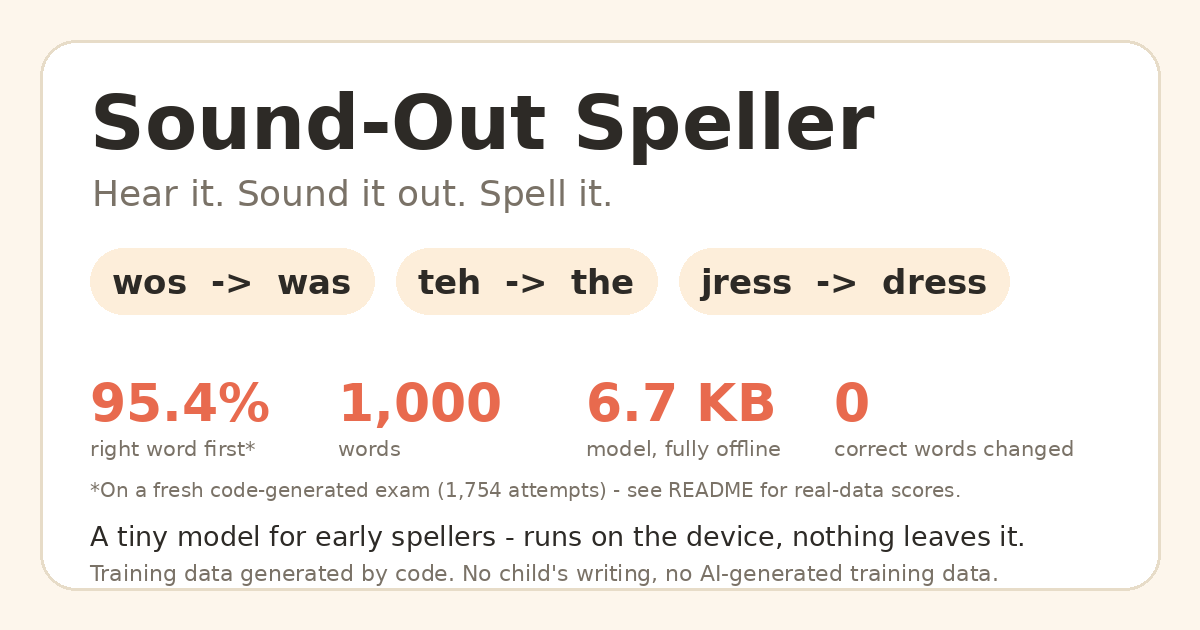 Sound-Out Speller
Hear it. Sound it out. Spell it.
wos -> was teh -> the jress -> dress
95.4% 1,000 6.7 KB 0
right word first* words model, fully offline correct words changed
*On a fresh code-generated exam (1,754 attempts) - see README for real-data scores.
A tiny model for early spellers - runs on the device, nothing leaves it.
Training data generated by code. No child's writing, no AI-generated training data.